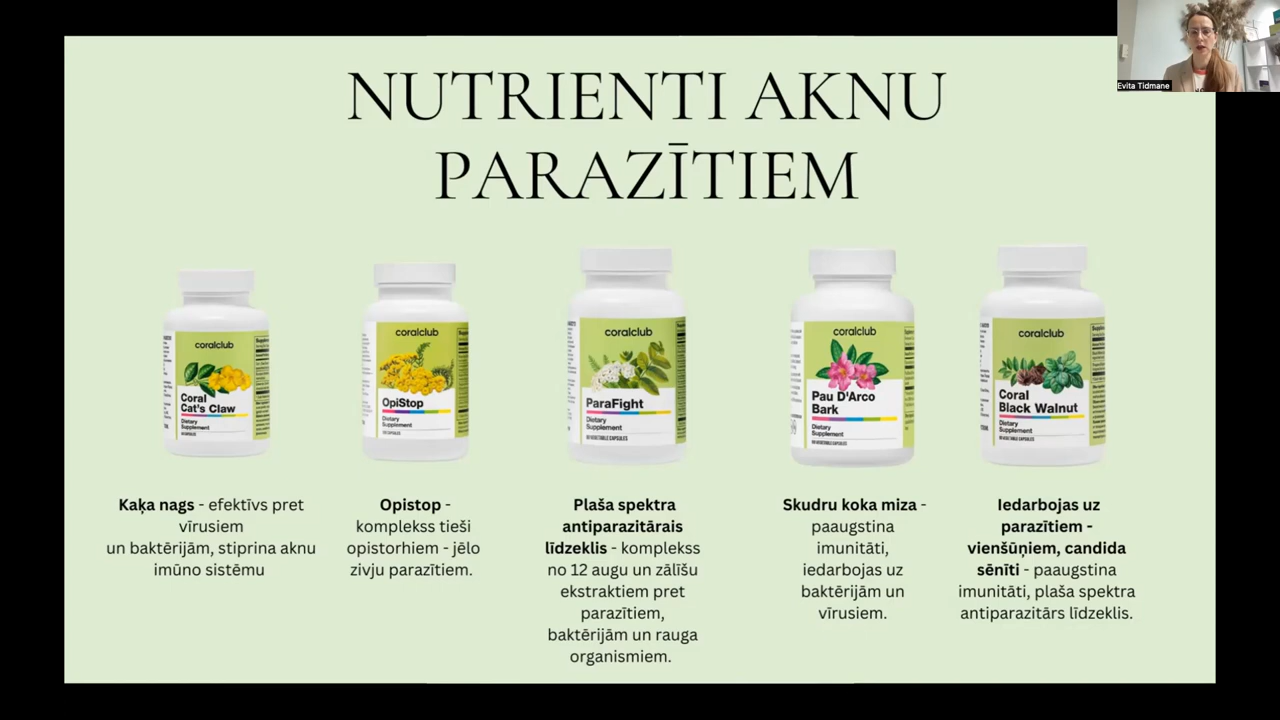 Evita Tidmane
NUTRIENTI AKNU
PARAZĪTIEM
coralclub
Coral
Cat's Claw
Dietary
Supplement
coralclub
OpiStop
Dietary
Supplement
coralclub
ParaFight
Dietary
Supplement
90 VEGETABLE CAPSULES
coralclub
Pau D'Arco
Bark
Dietary
Supplement
coralclub
Coral
Black Walnut
Dietary
Supplement
Kaķa nags - efektīvs pret
vīrusiem
un baktērijām, stiprina aknu
imūno sistēmu
Opistop -
komplekss tieši
opistorhiem - jēlo
zivju parazītiem.
Plaša spektra
antiparazitārais
līdzeklis - komplekss
no 12 augu un zālīšu
ekstraktiem pret
parazītiem,
baktērijām un rauga
organismiem.
Skudru koka miza -
paaugstina
imunitāti,
iedarbojas uz
baktērijām un
vīrusiem.
Iedarbojas uz
parazītiem -
vienšūņiem, candida
sēnīti - paaugstina
imunitāti, plaša spektra
antiparazitārs līdzeklis.